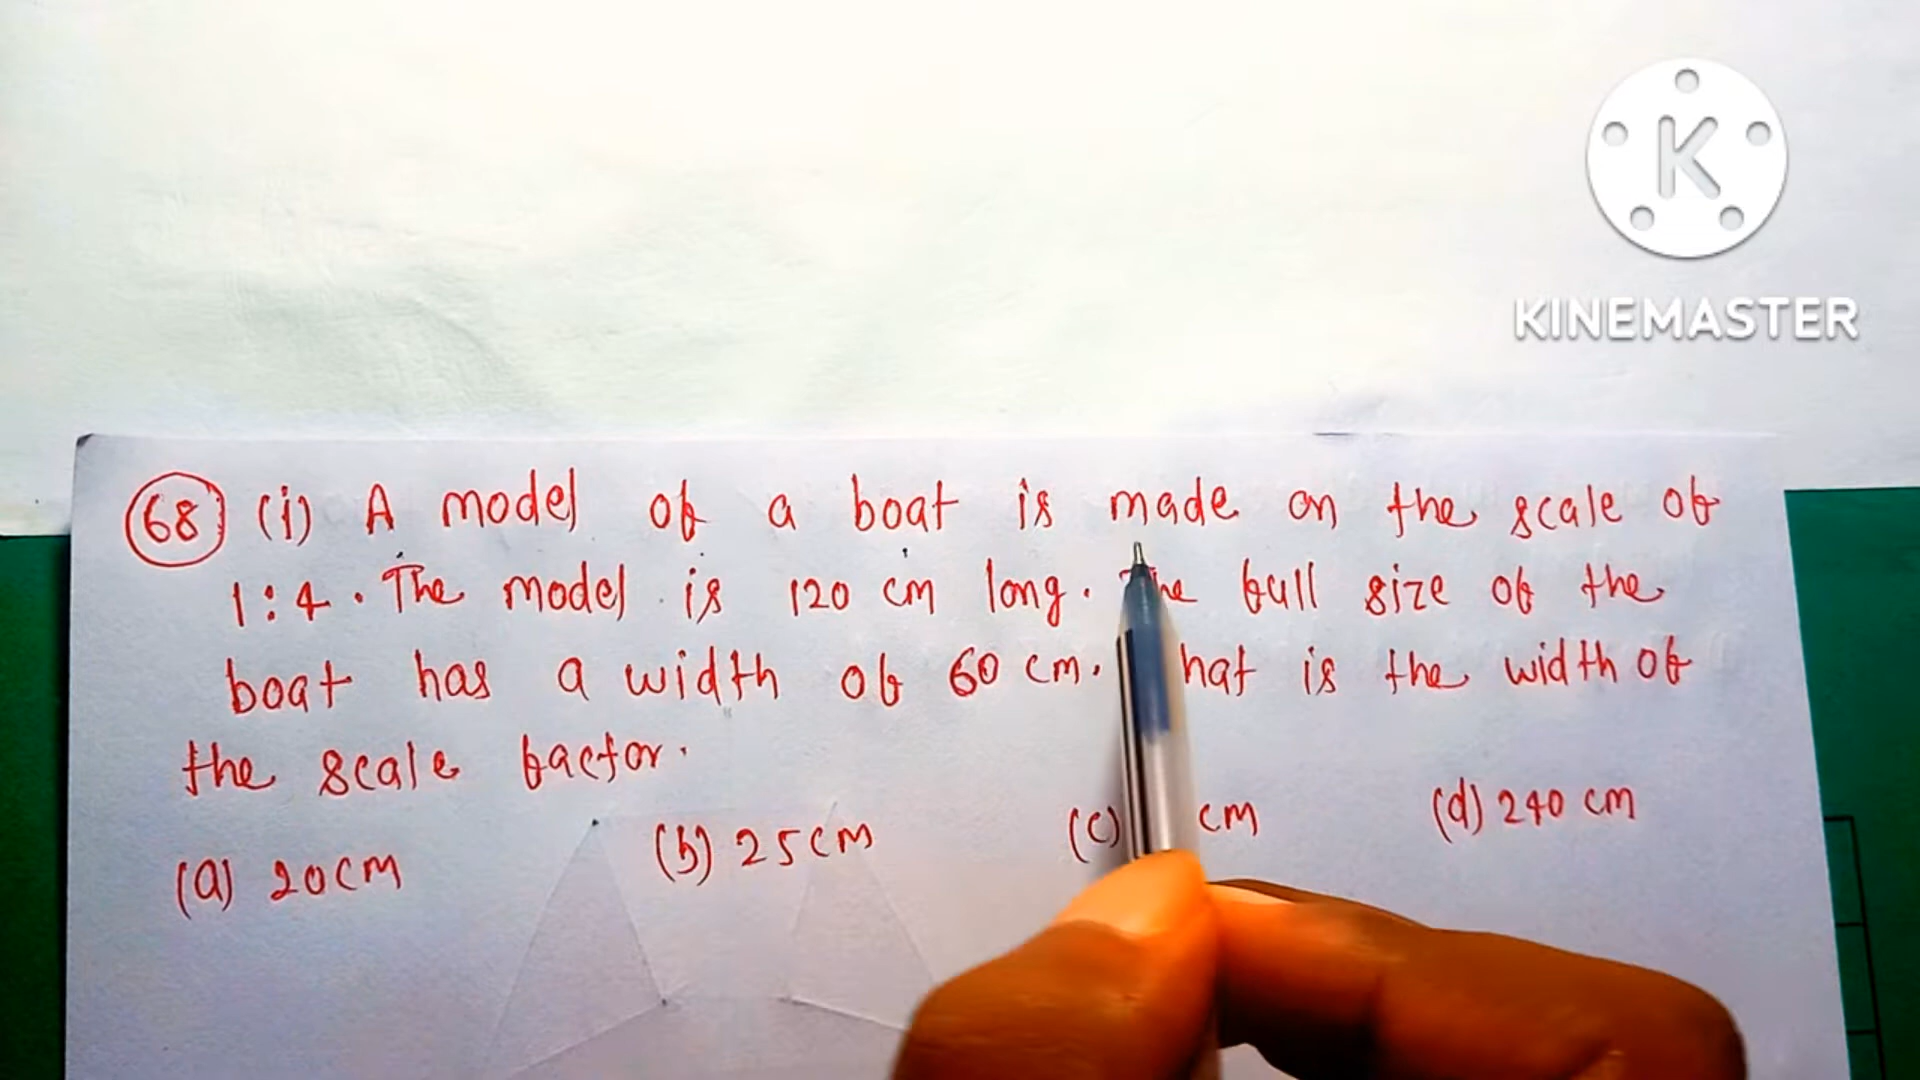 K
KINEMASTER
68 (i) A model of a boat is made on the scale of
1:4. The model is 120 cm long. full size of the
boat has a width of 60 cm. is the width of
the scale factor.
(a) 20cm (b) 25cm (c) cm (d) 240 cm